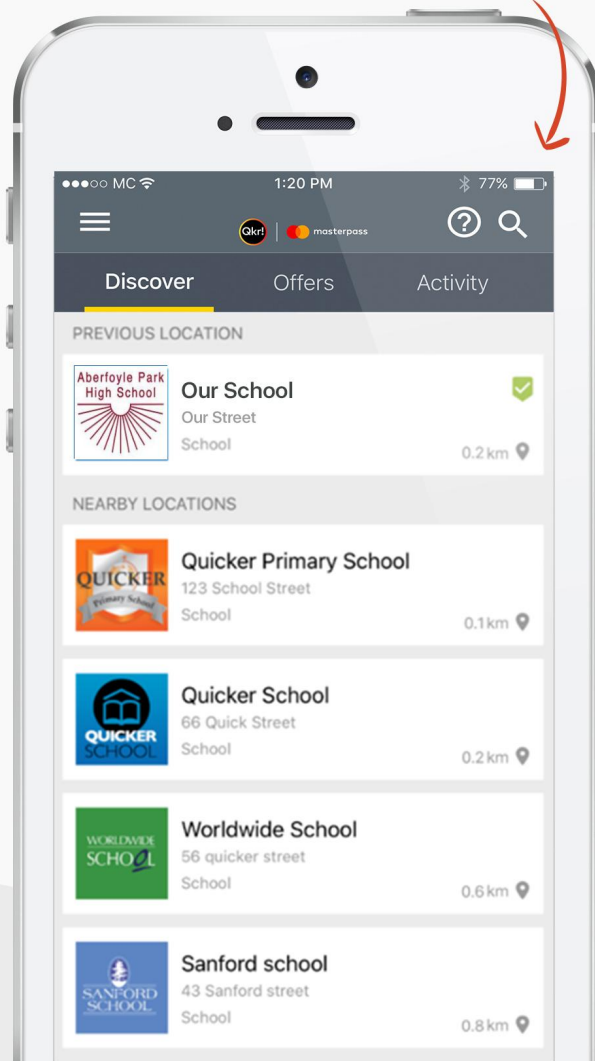 MC
1:20 PM
77%
Qkr!
masterpass
?
Discover
Offers
Activity
PREVIOUS LOCATION
Aberfoyle Park
High School
Our School
Our Street
School
0.2 km
NEARBY LOCATIONS
QUICKER
Primary School
Quicker Primary School
123 School Street
School
0.1 km
QUICKER
SCHOOL
Quicker School
66 Quick Street
School
0.2 km
WORLDWIDE
SCHOOL
Worldwide School
56 quicker street
School
0.6 km
SANFORD
SCHOOL
Sanford school
43 Sanford street
School
0.8 km